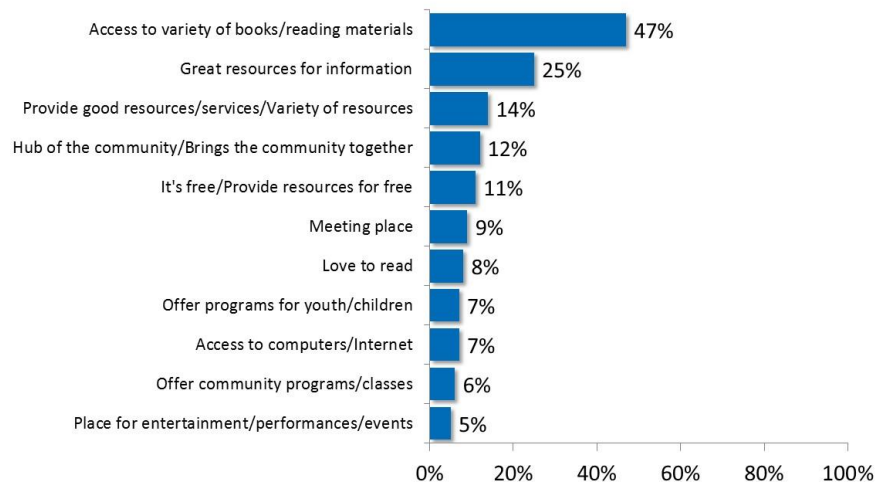 Access to variety of books/reading materials 47%
Great resources for information 25%
Provide good resources/services/Variety of resources 14%
Hub of the community/Brings the community together 12%
It's free/Provide resources for free 11%
Meeting place 9%
Love to read 8%
Offer programs for youth/children 7%
Access to computers/Internet 7%
Offer community programs/classes 6%
Place for entertainment/performances/events 5%
0% 20% 40% 60% 80% 100%